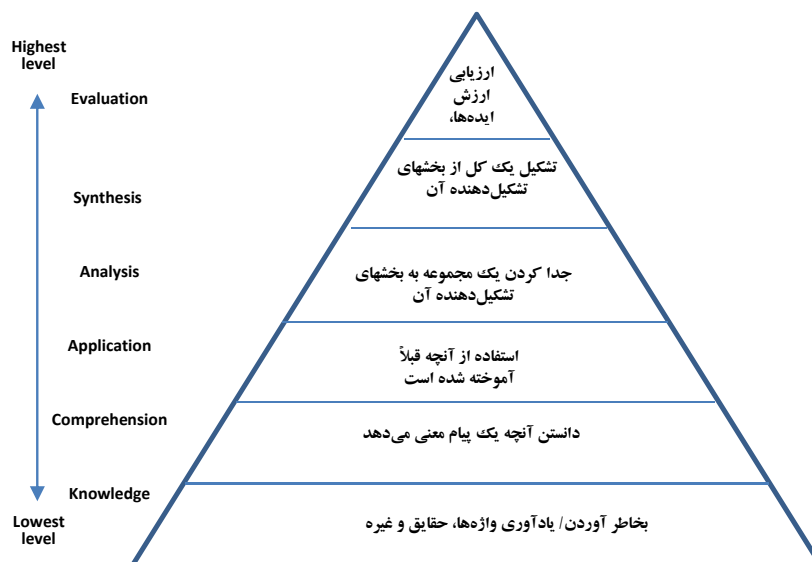 Highest
level
ارزیابی
ارزش
ایده‌ها،
Evaluation
تشکیل یک کل از بخشهای
تشکیل‌دهنده آن
Synthesis
جدا کردن یک مجموعه به بخشهای
تشکیل‌دهنده آن
Analysis
استفاده از آنچه قبلاً
آموخته شده است
Application
دانستن آنچه یک پیام معنی می‌دهد
Comprehension
Knowledge
بخاطر آوردن/ یادآوری واژه‌ها، حقایق و غیره
Lowest
level